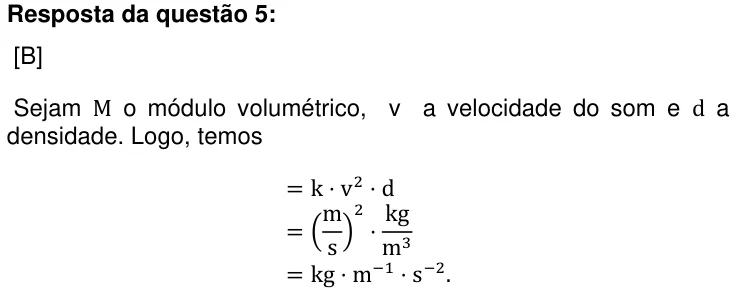 Resposta da questão 5:
[B]
Sejam M o módulo volumétrico, v a velocidade do som e d a
densidade. Logo, temos
= k · v² · d
= (m/s)² · kg/m³
= kg · m⁻¹ · s⁻².